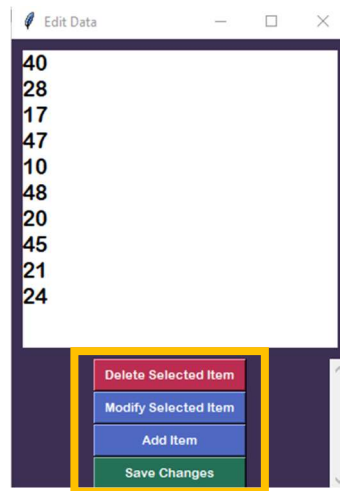 Edit Data
40
28
17
47
10
48
20
45
21
24
Delete Selected Item
Modify Selected Item
Add Item
Save Changes